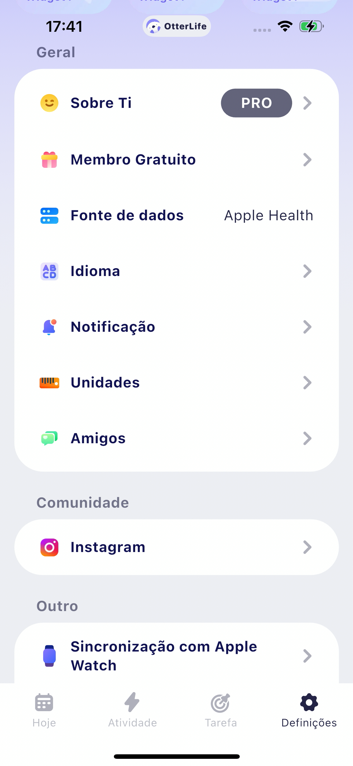 17:41
OtterLife
Geral
Sobre Ti
PRO
Membro Gratuito
Fonte de dados
Apple Health
Idioma
Notificação
Unidades
Amigos
Comunidade
Instagram
Outro
Sincronização com Apple
Watch
Hoje
Atividade
Tarefa
Definições